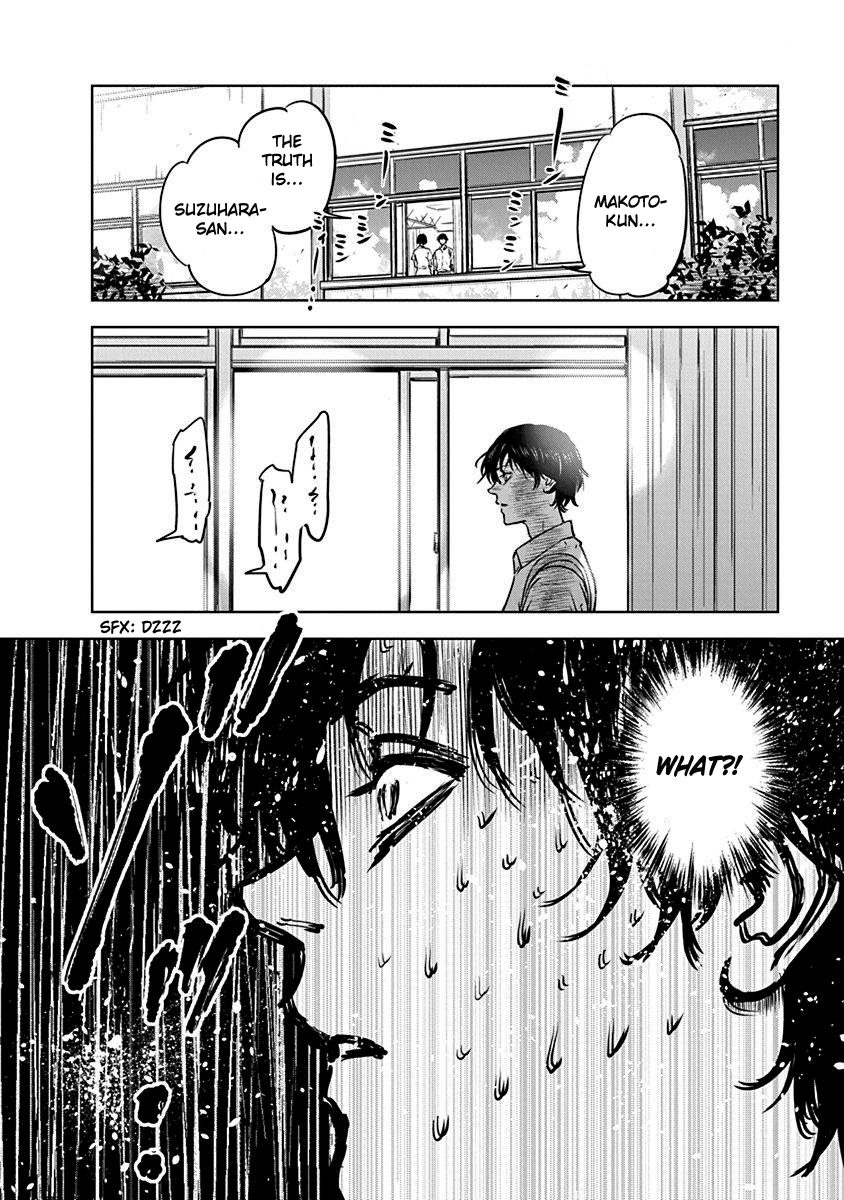 MAKOTO-
KUN...
THE
TRUTH
IS...
SUZUHARA-
SAN...
SFX: DZZZ
WHAT?!